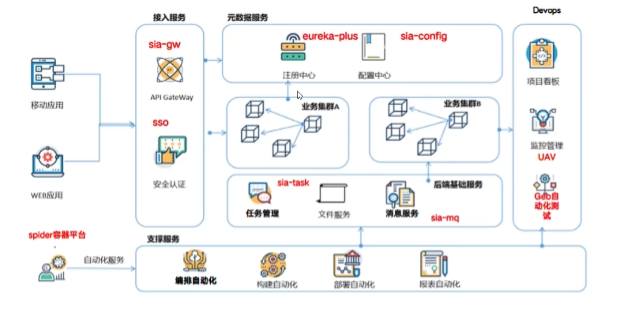 Devops
接入服务
元数据服务
sia-gw
eureka-plus
sia-config
移动应用
API GateWay
注册中心
配置中心
项目看板
sso
业务集群A
业务集群B
监控管理
UAV
WEB应用
安全认证
sia-task
后端基础服务
任务管理
文件服务
消息服务
sia-mq
Geb自
动化测
试
spider容器平台
支撑服务
自动化服务
编排自动化
构建自动化
部署自动化
报表自动化